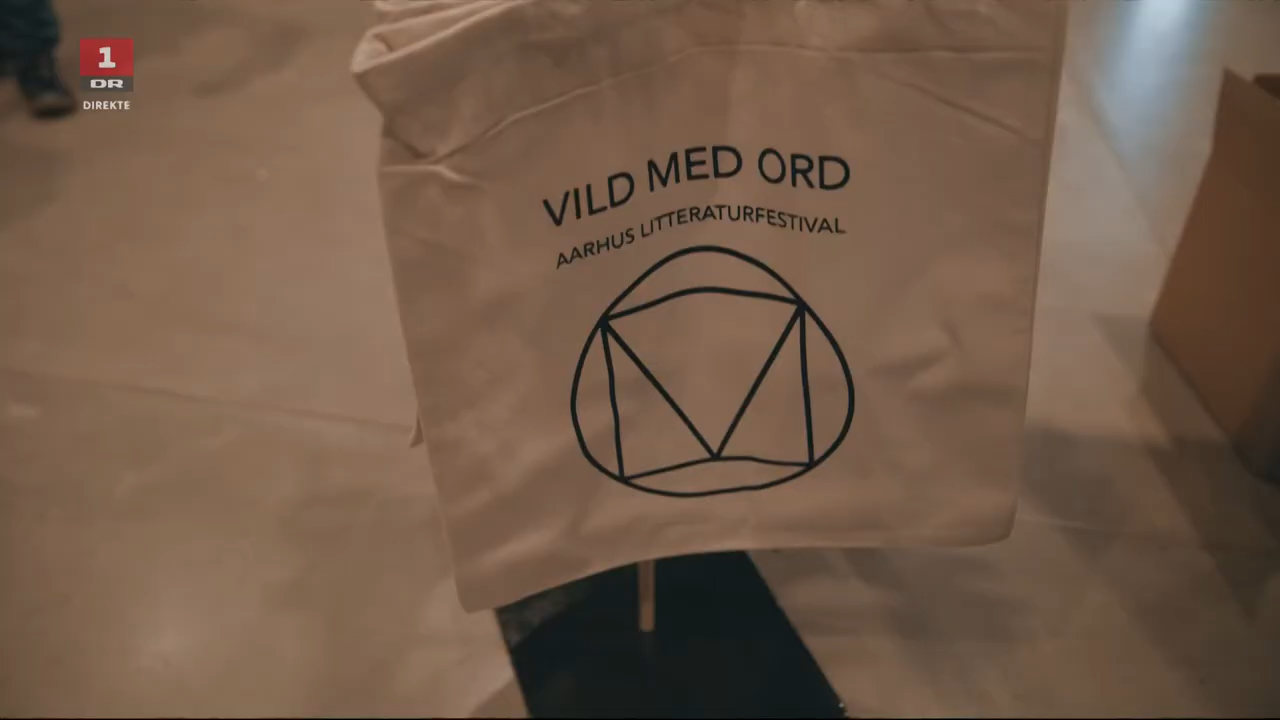 1
DR
DIREKTE
VILD MED ORD
AARHUS LITTERATURFESTIVAL